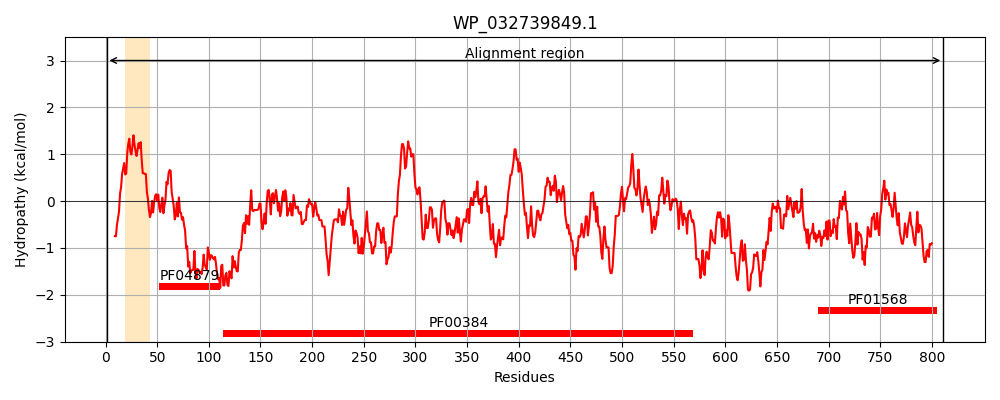 WP_032739849.1
Alignment region
Hydropathy (kcal/mol)
3
2
1
0
−1
−2
−3
PF04879
PF01568
PF00384
0 50 100 150 200 250 300 350 400 450 500 550 600 650 700 750 800
Residues